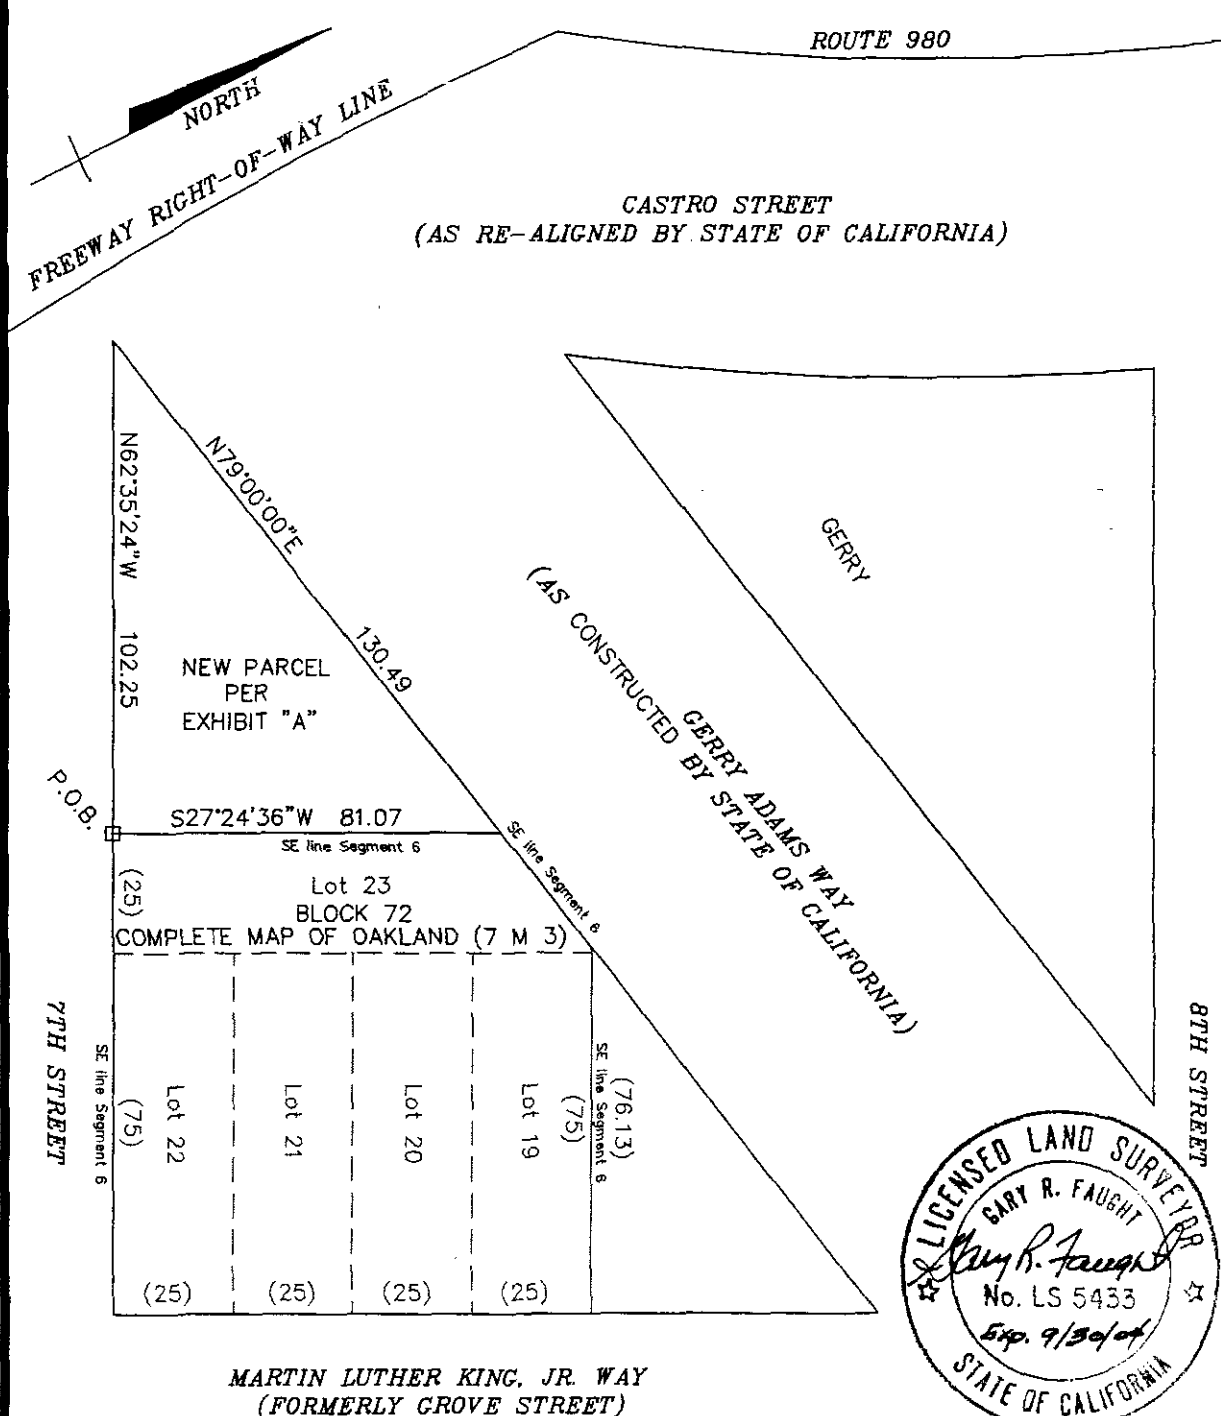 ROUTE 980
NORTH
FREEWAY RIGHT-OF-WAY LINE
CASTRO STREET
(AS RE-ALIGNED BY STATE OF CALIFORNIA)
N62°35'24"W 102.25
N79°00'00"E
130.49
GERRY
(AS CONSTRUCTED BY STATE OF CALIFORNIA)
GERRY ADAMS WAY
NEW PARCEL
PER
EXHIBIT "A"
P.O.B.
S27°24'36"W 81.07
SE line Segment 6
SE line Segment 6
(25)
Lot 23
BLOCK 72
COMPLETE MAP OF OAKLAND (7 M 3)
7TH STREET
SE line Segment 6
(75)
Lot 22
Lot 21
Lot 20
Lot 19
(75)
SE line Segment 6
(76.13)
8TH STREET
(25)
(25)
(25)
(25)
MARTIN LUTHER KING, JR. WAY
(FORMERLY GROVE STREET)
LICENSED LAND SURVEYOR
GARY R. FAUGHT
Gary R. Faught
No. LS 5433
Exp. 9/30/04
STATE OF CALIFORNIA